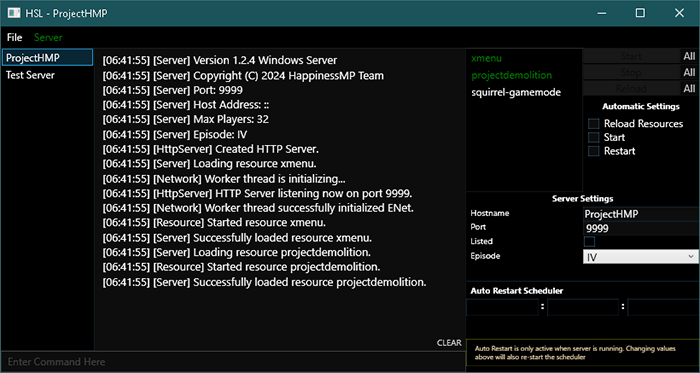 HSL - ProjectHMP
File Server
ProjectHMP
Test Server
[06:41:55] [Server] Version 1.2.4 Windows Server
[06:41:55] [Server] Copyright (C) 2024 HappinessMP Team
[06:41:55] [Server] Port: 9999
[06:41:55] [Server] Host Address: ::
[06:41:55] [Server] Max Players: 32
[06:41:55] [Server] Episode: IV
[06:41:55] [HttpServer] Created HTTP Server.
[06:41:55] [Server] Loading resource xmenu.
[06:41:55] [Network] Worker thread is initializing...
[06:41:55] [HttpServer] HTTP Server listening now on port 9999.
[06:41:55] [Network] Worker thread successfully initialized ENet.
[06:41:55] [Resource] Started resource xmenu.
[06:41:55] [Server] Successfully loaded resource xmenu.
[06:41:55] [Server] Loading resource projectdemolition.
[06:41:55] [Resource] Started resource projectdemolition.
[06:41:55] [Server] Successfully loaded resource projectdemolition.
CLEAR
Enter Command Here
xmenu
projectdemolition
squirrel-gamemode
Start All
Stop All
Reload All
Automatic Settings
Reload Resources
Start
Restart
Server Settings
Hostname ProjectHMP
Port 9999
Listed
Episode IV
Auto Restart Scheduler
: :
Auto Restart is only active when server is running. Changing values
above will also re-start the scheduler